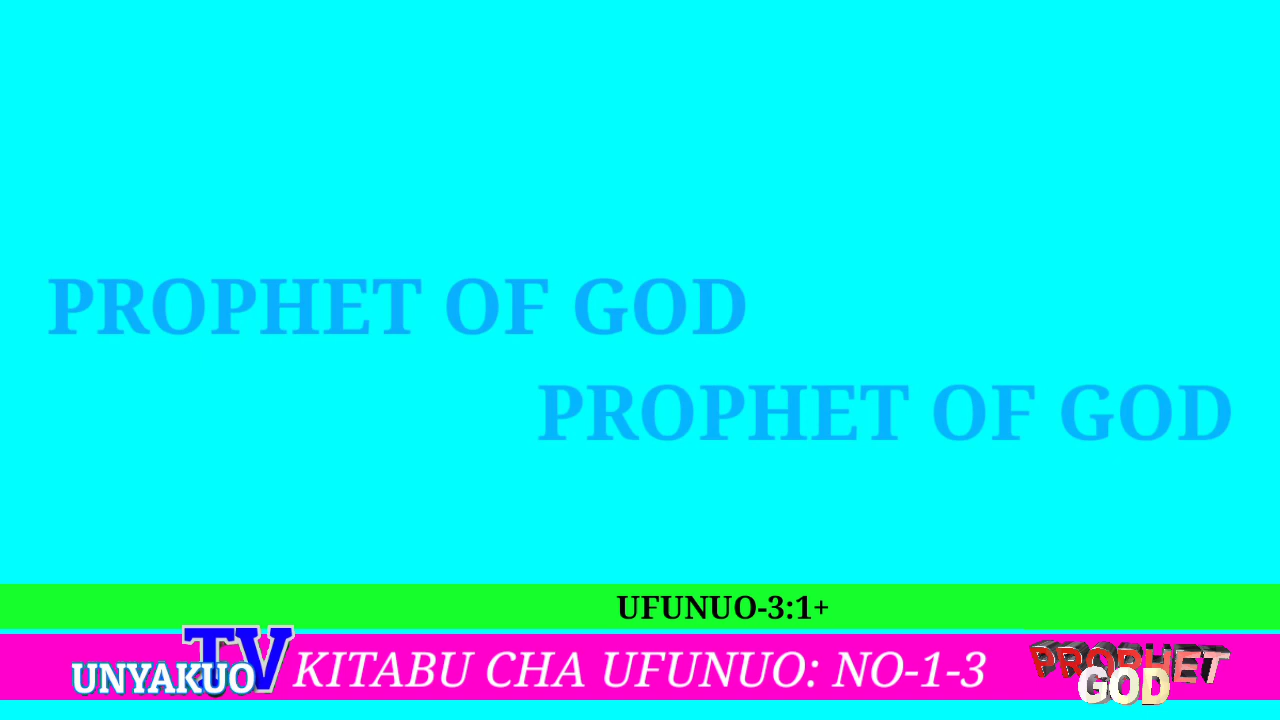 PROPHET OF GOD
PROPHET OF GOD
UFUNUO-3:1+
TV
UNYAKUO
KITABU CHA UFUNUO: NO-1-3
PROPHET
GOD